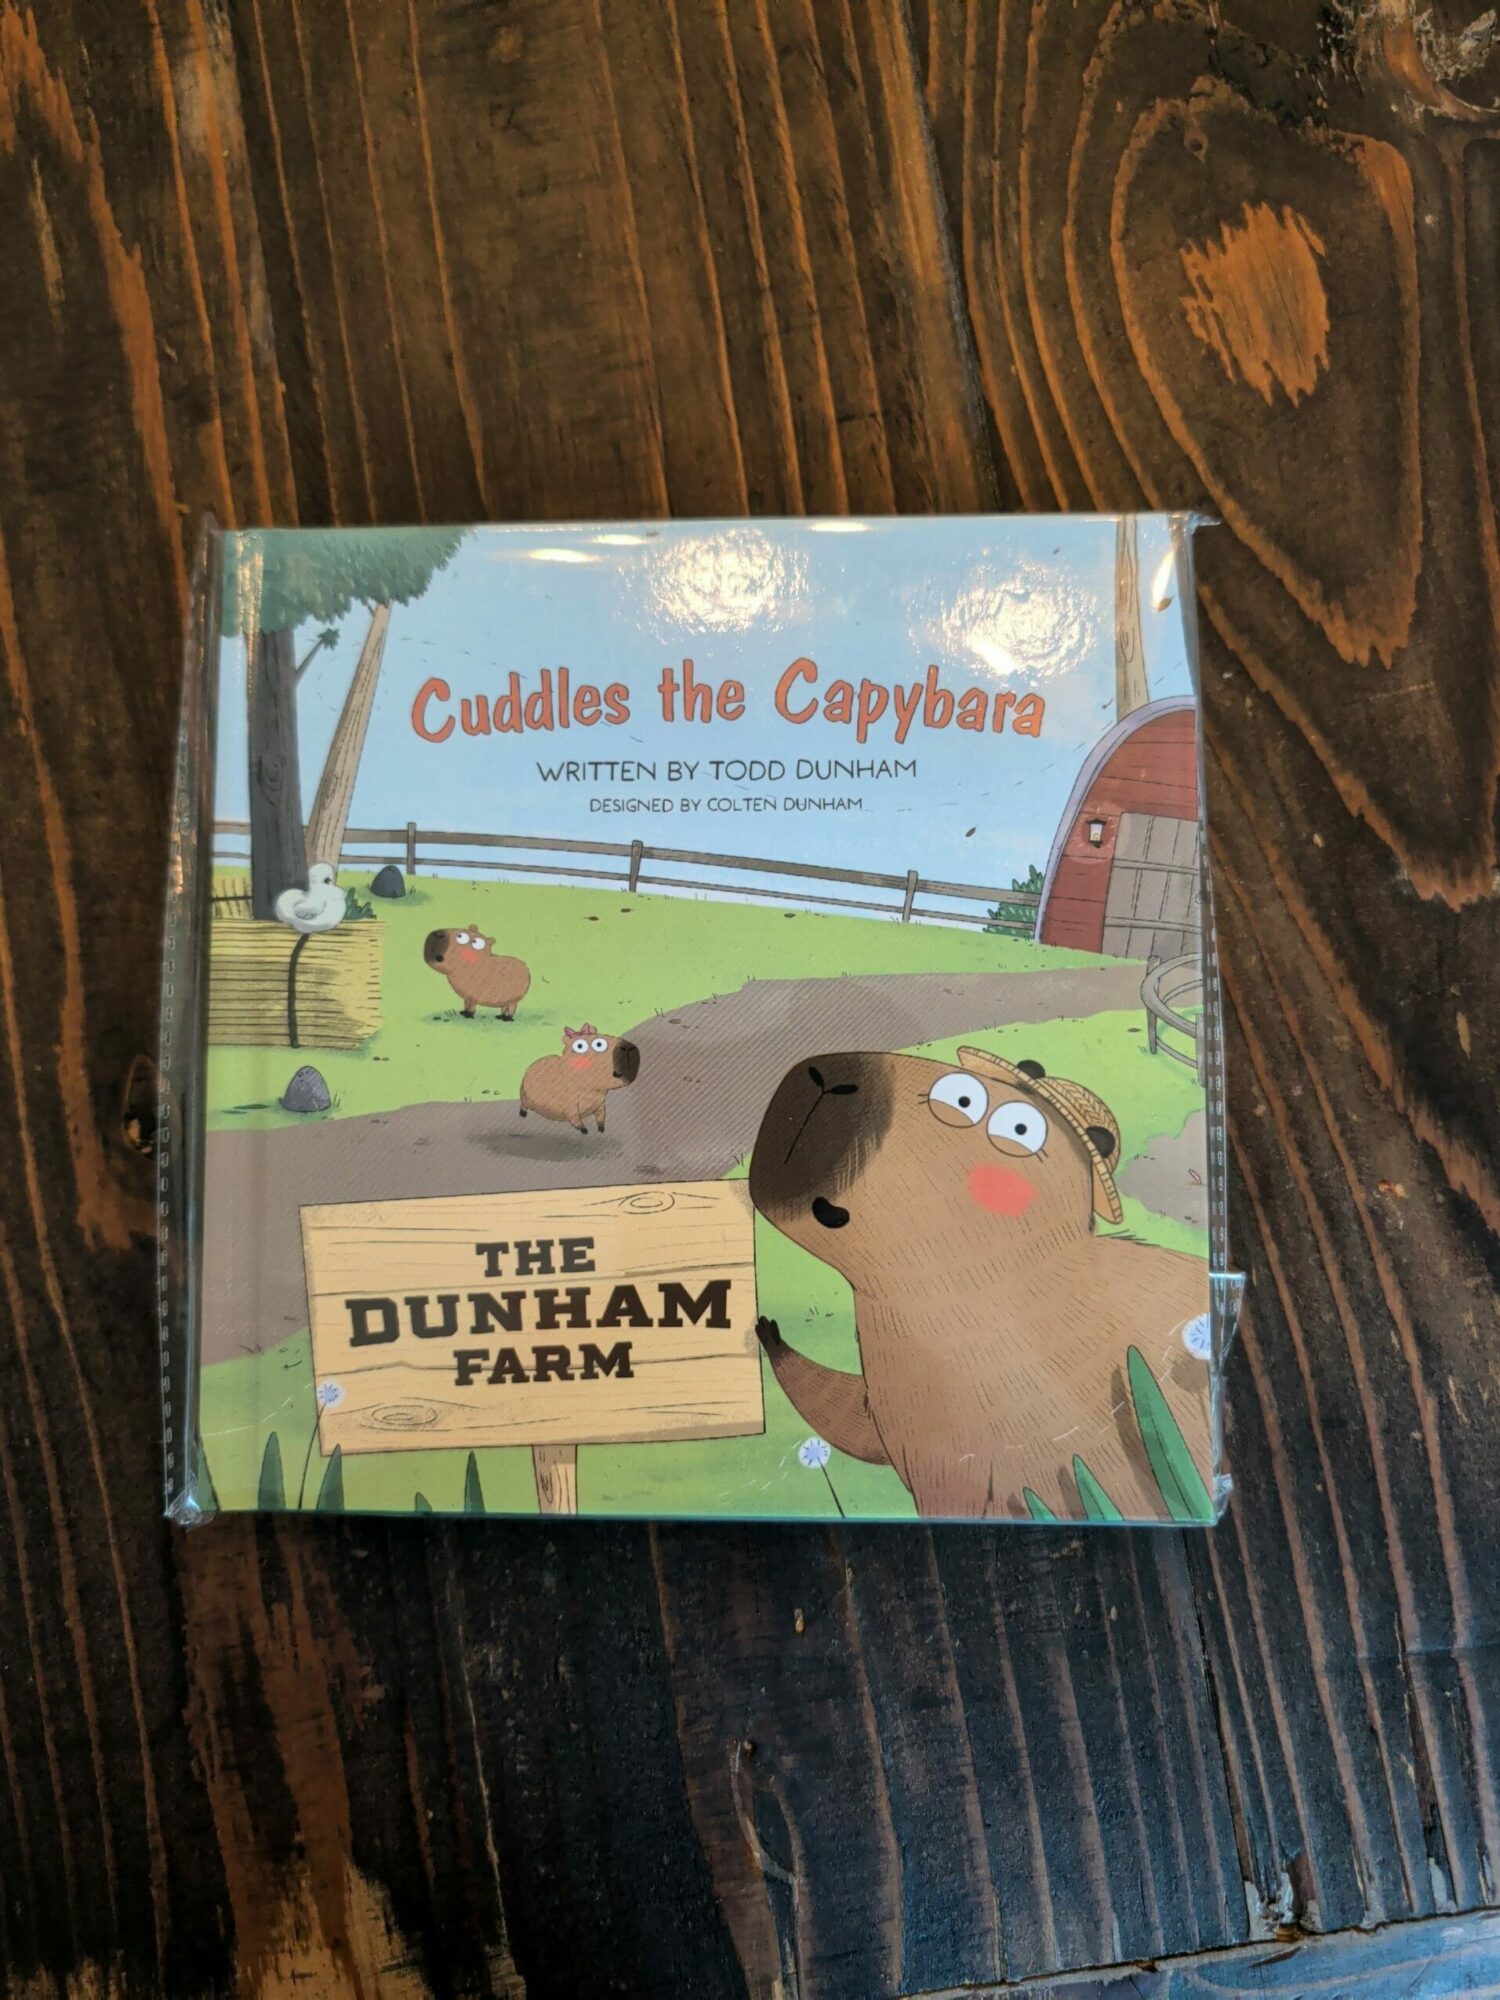 Cuddles the Capybara
WRITTEN BY TODD DUNHAM
DESIGNED BY COLTEN DUNHAM
THE
DUNHAM
FARM